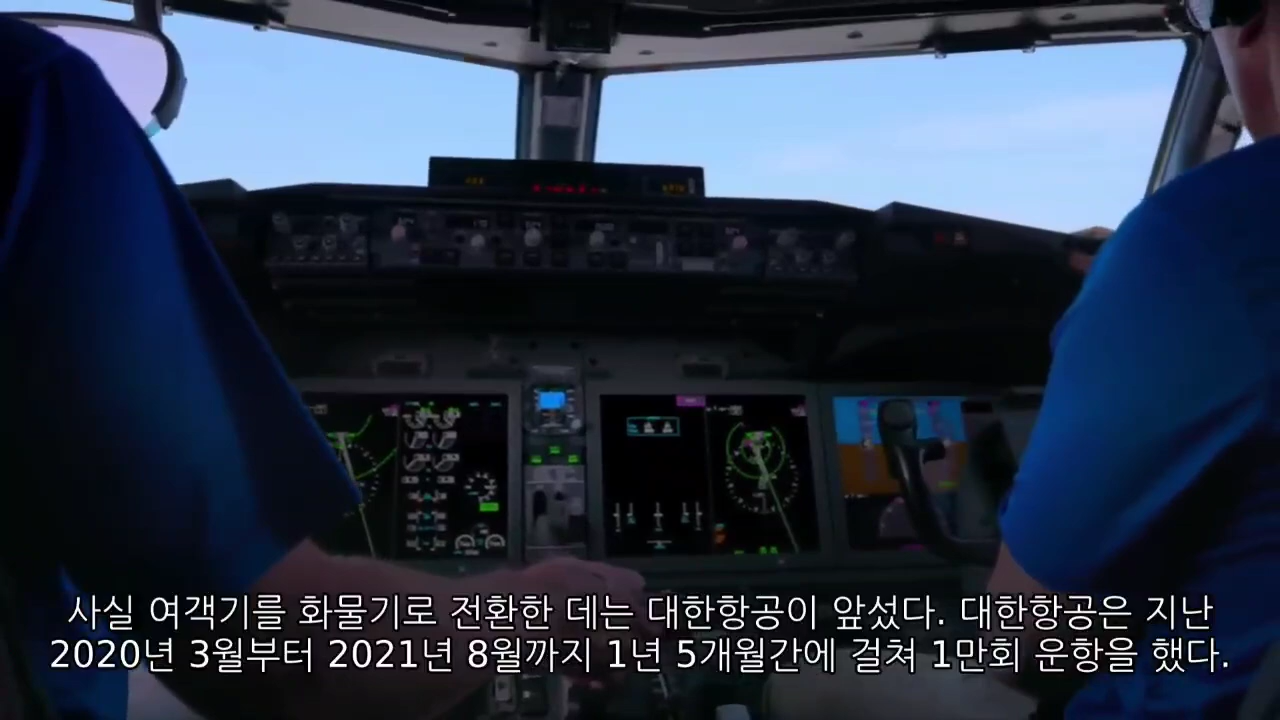 사실 여객기를 화물기로 전환한 데는 대한항공이 앞섰다. 대한항공은 지난
2020년 3월부터 2021년 8월까지 1년 5개월간에 걸쳐 1만회 운항을 했다.